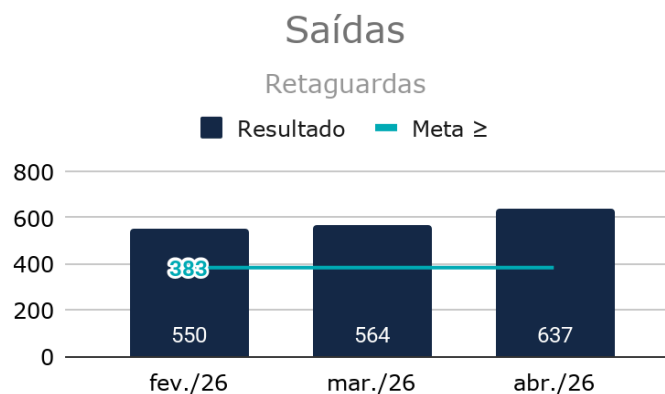 Saídas
Retaguardas
Resultado Meta ≥
800
600
400
200
0
383
550 564 637
fev./26 mar./26 abr./26